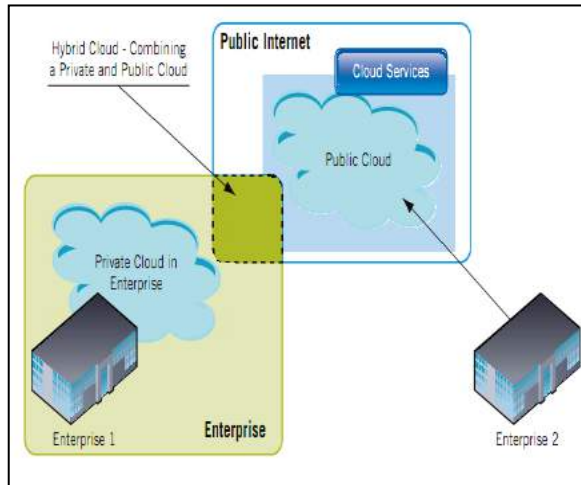 Hybrid Cloud - Combining
a Private and Public Cloud
Public Internet
Cloud Services
Public Cloud
Private Cloud in
Enterprise
Enterprise 1
Enterprise
Enterprise 2